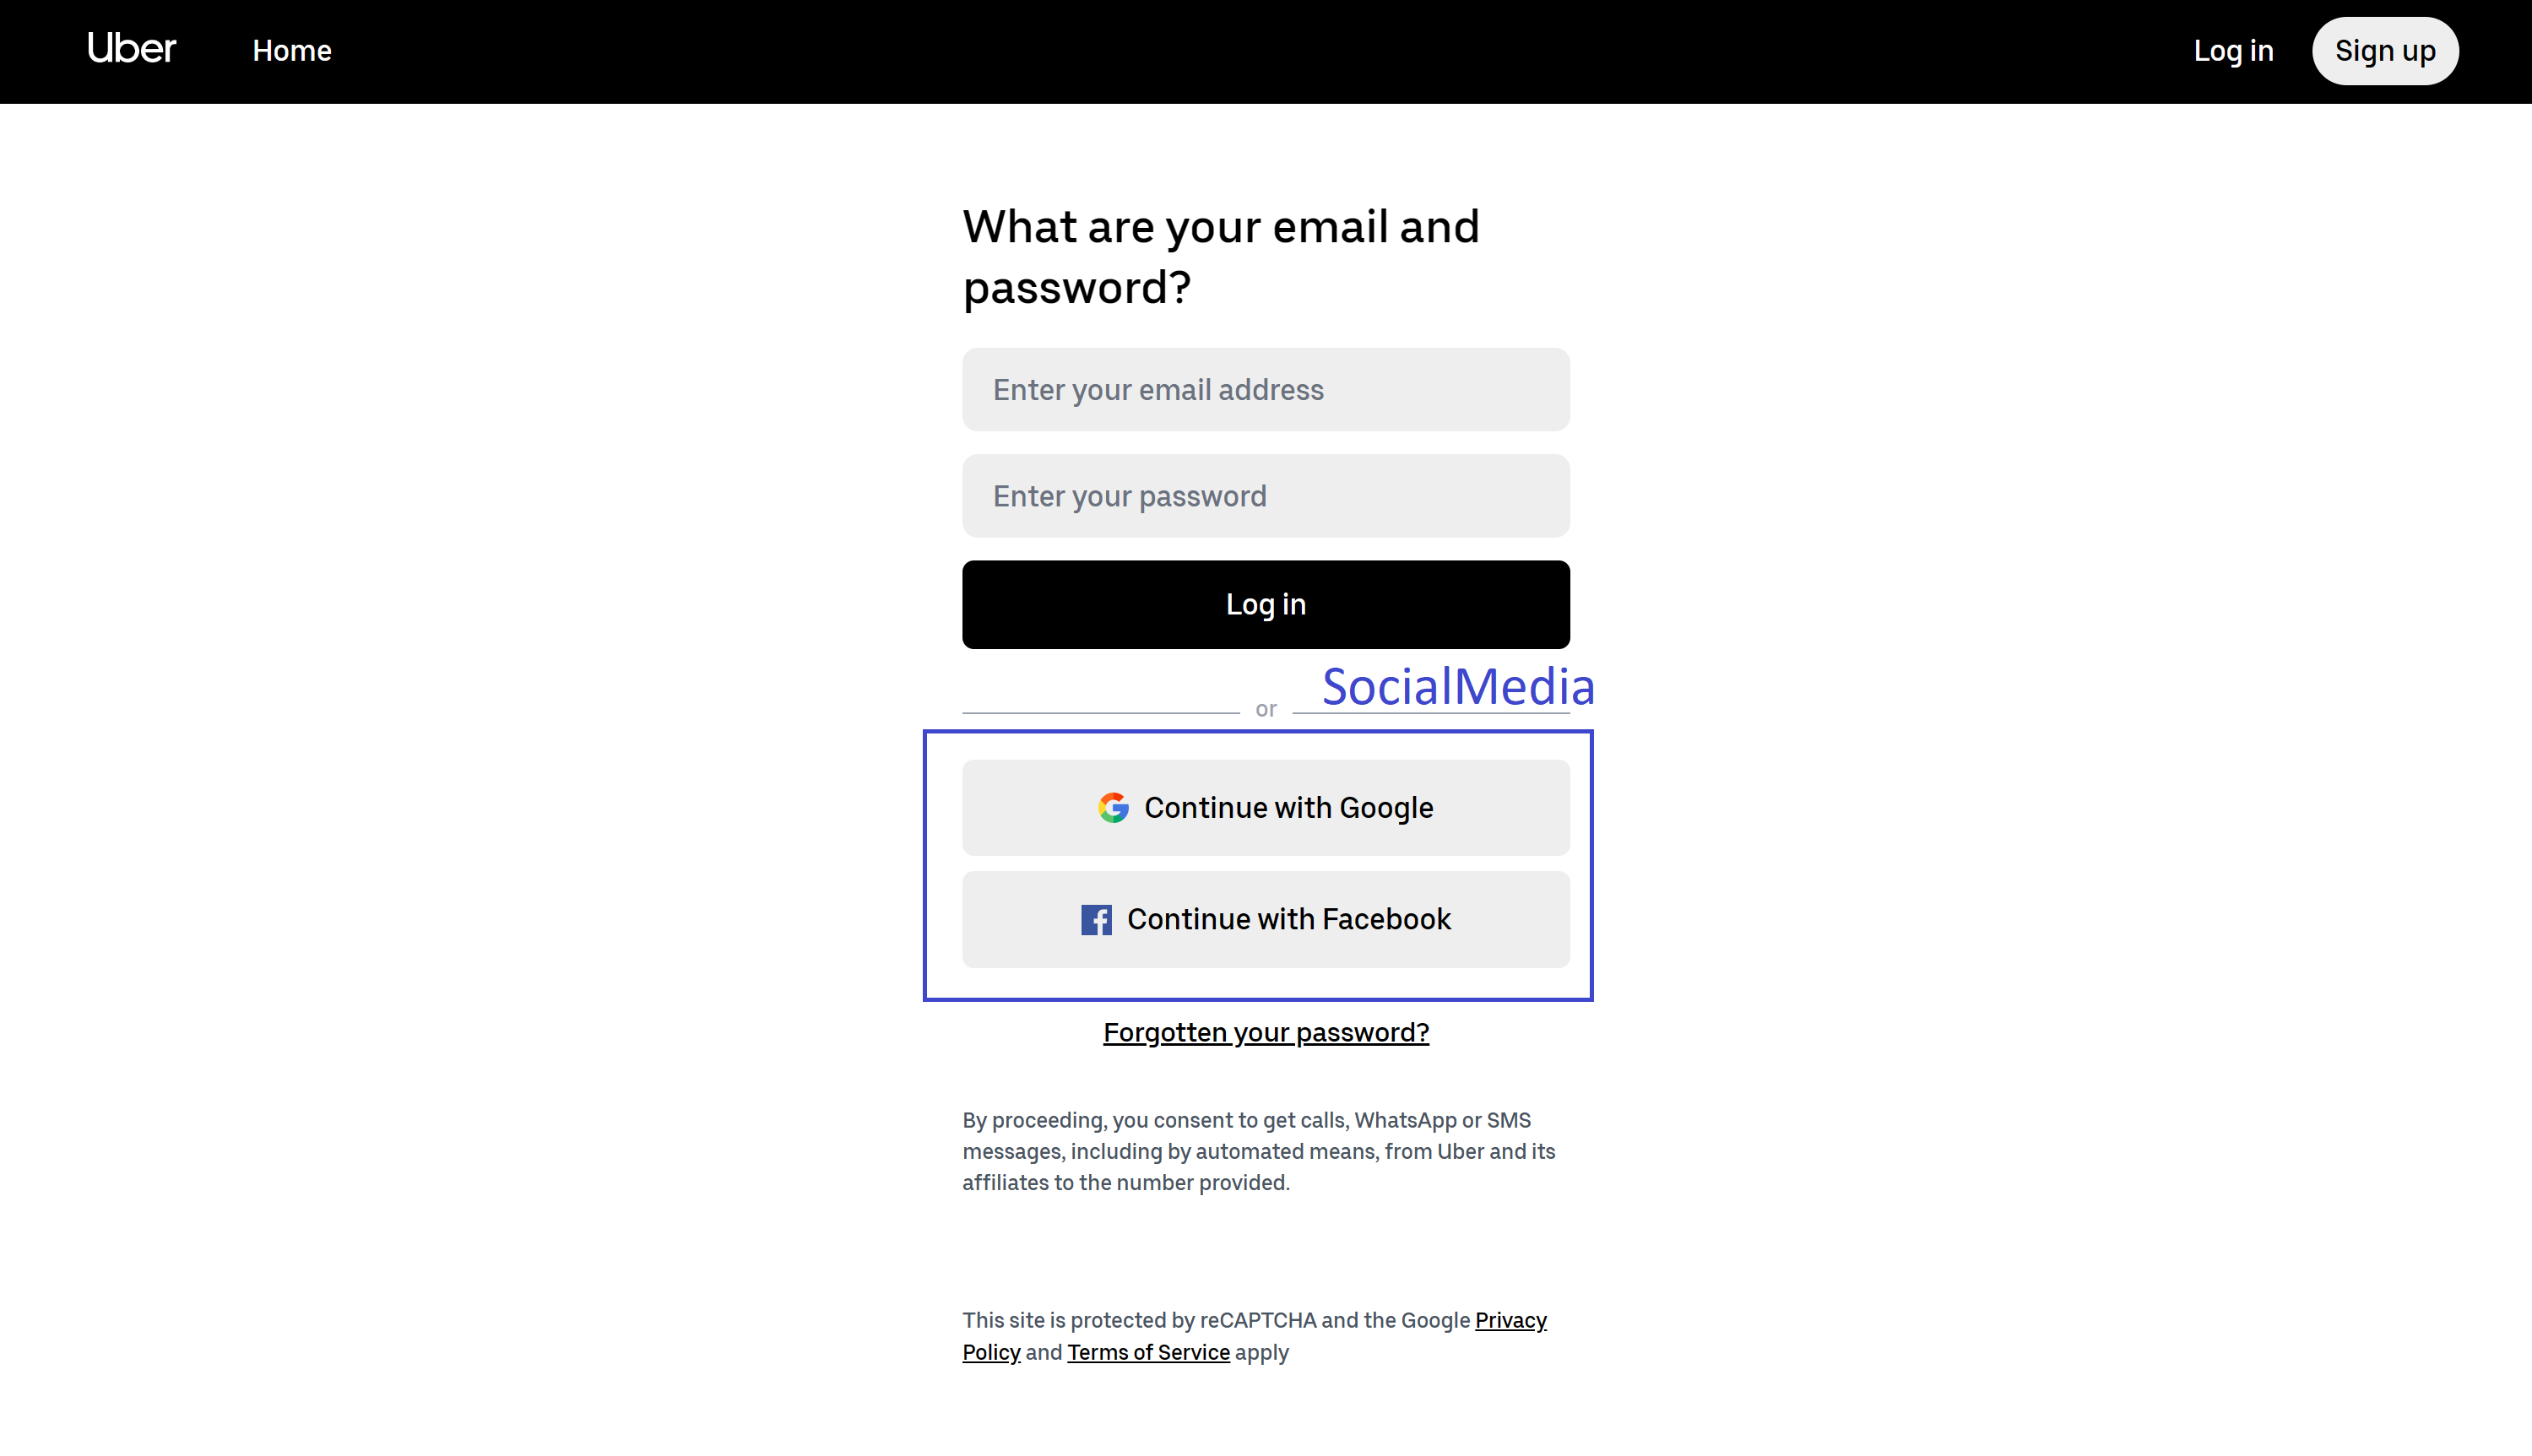 Uber Home Log in Sign up
What are your email and
password?
Enter your email address
Enter your password
Log in
SocialMedia
or
Continue with Google
Continue with Facebook
Forgotten your password?
By proceeding, you consent to get calls, WhatsApp or SMS
messages, including by automated means, from Uber and its
affiliates to the number provided.
This site is protected by reCAPTCHA and the Google Privacy
Policy and Terms of Service apply